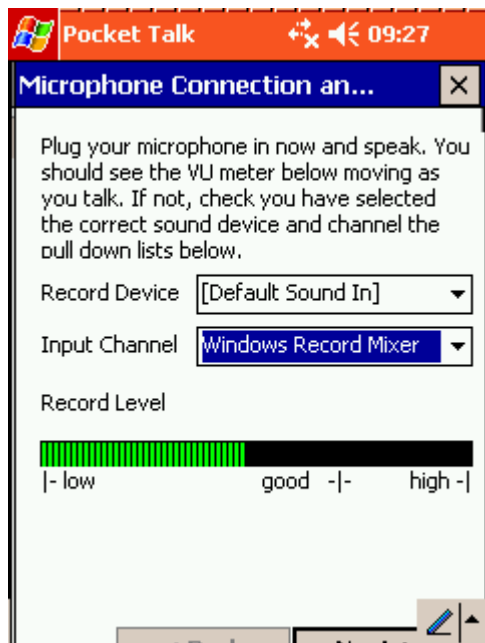 Pocket Talk 09:27
Microphone Connection an...
Plug your microphone in now and speak. You
should see the VU meter below moving as
you talk. If not, check you have selected
the correct sound device and channel the
pull down lists below.
Record Device [Default Sound In]
Input Channel Windows Record Mixer
Record Level
|- low good -|- high -|